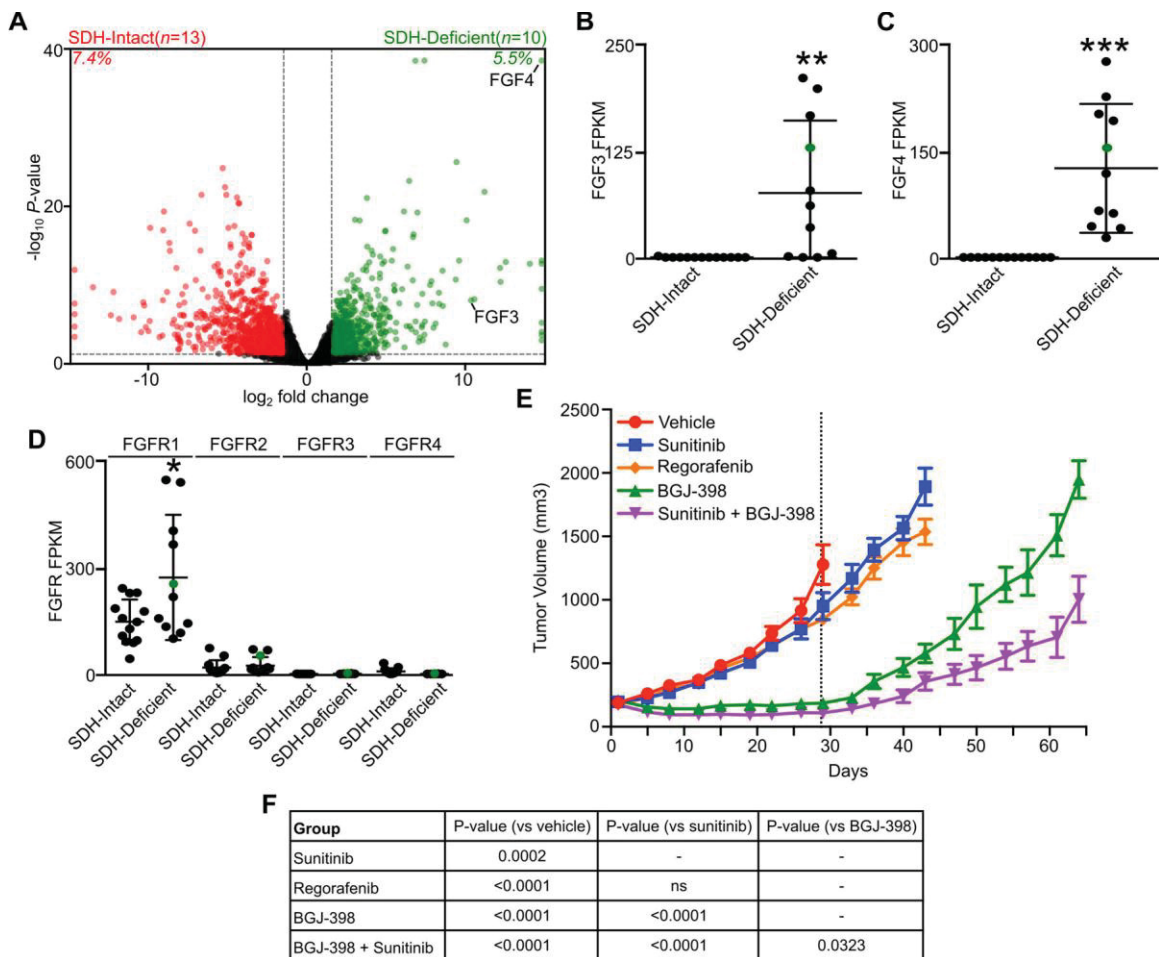 A
SDH-Intact(n=13)
SDH-Deficient(n=10)
7.4%
5.5%
FGF4
FGF3
40
20
0
-log10 P-value
-10
0
10
log2 fold change
B
250
125
0
FGF3 FPKM
**
SDH-Intact
SDH-Deficient
C
300
150
0
FGF4 FPKM
***
SDH-Intact
SDH-Deficient
D
FGFR1 FGFR2 FGFR3 FGFR4
600
300
0
FGFR FPKM
*
SDH-Intact
SDH-Deficient
SDH-Intact
SDH-Deficient
SDH-Intact
SDH-Deficient
SDH-Intact
SDH-Deficient
E
2500
2000
1500
1000
500
0
Tumor Volume (mm3)
Vehicle
Sunitinib
Regorafenib
BGJ-398
Sunitinib + BGJ-398
0 10 20 30 40 50 60
Days
F
Group P-value (vs vehicle) P-value (vs sunitinib) P-value (vs BGJ-398)
Sunitinib 0.0002 - -
Regorafenib <0.0001 ns -
BGJ-398 <0.0001 <0.0001 -
BGJ-398 + Sunitinib <0.0001 <0.0001 0.0323